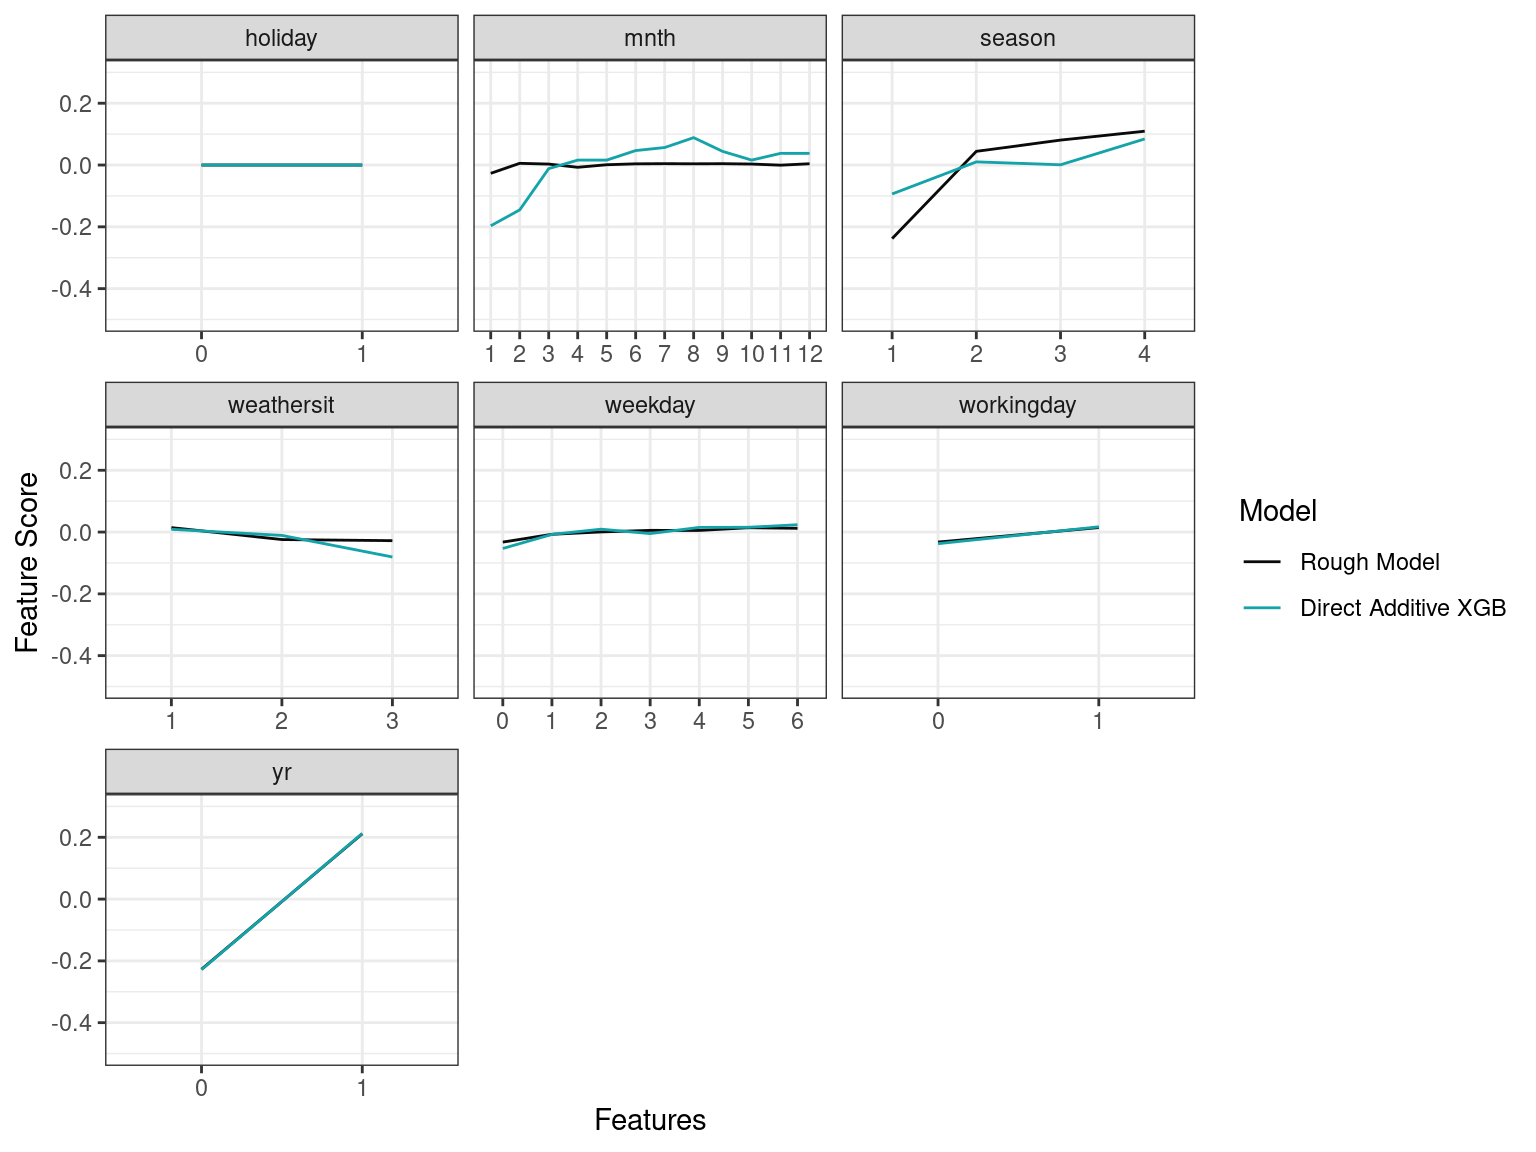 holiday mnth season
0.2
0.0
-0.2
-0.4
0 1 1 2 3 4 5 6 7 8 9 10 11 12 1 2 3 4
weathersit weekday workingday
0.2
0.0
-0.2
-0.4
1 2 3 0 1 2 3 4 5 6 0 1
yr
0.2
0.0
-0.2
-0.4
0 1
Feature Score
Features
Model
Rough Model
Direct Additive XGB